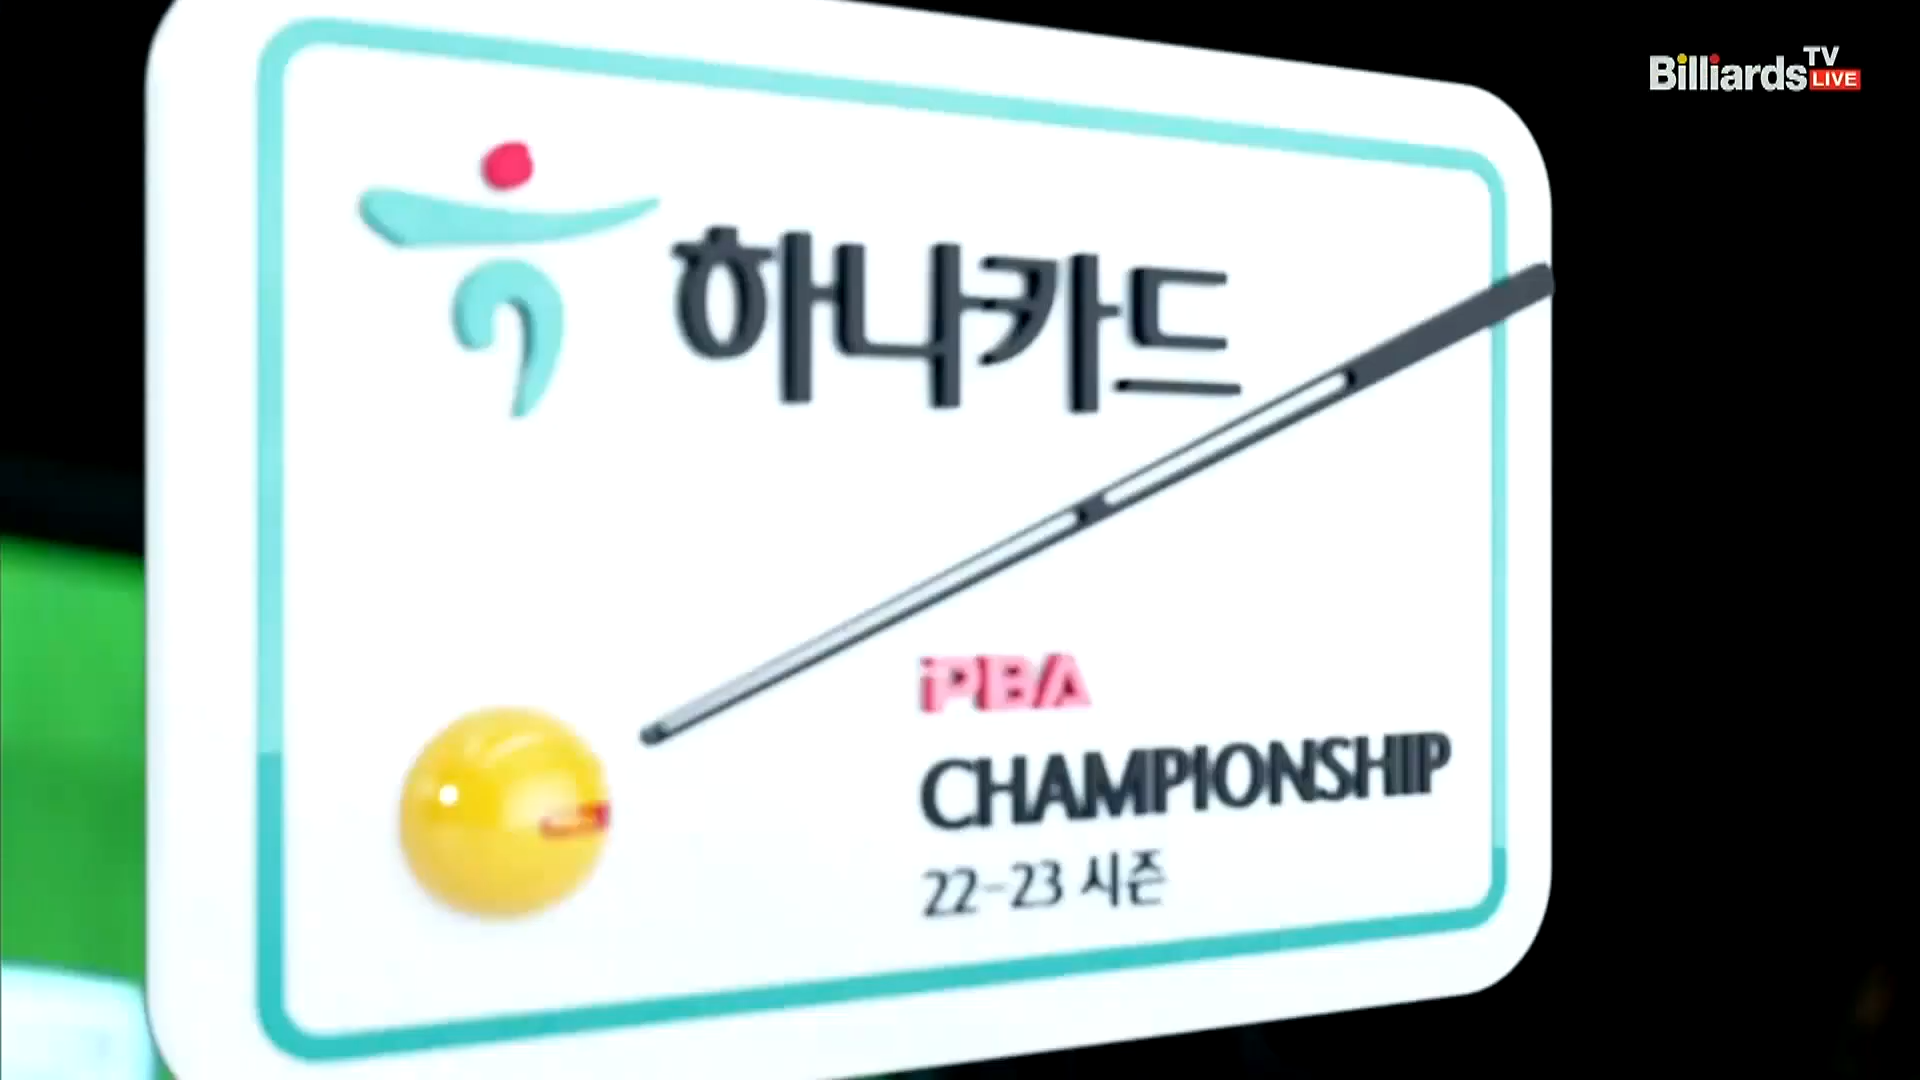 Billiards TV
LIVE
하나카드
PBA
CHAMPIONSHIP
22-23 시즌